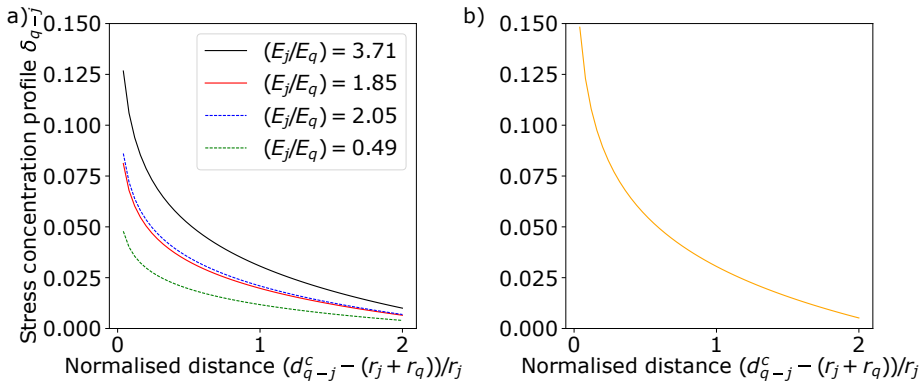 a)
b)
Stress concentration profile δ_{q−j}
0.150
0.125
0.100
0.075
0.050
0.025
0.000
(E_j/E_q) = 3.71
(E_j/E_q) = 1.85
(E_j/E_q) = 2.05
(E_j/E_q) = 0.49
0 1 2
Normalised distance (d^c_{q−j} − (r_j + r_q))/r_j
0.150
0.125
0.100
0.075
0.050
0.025
0.000
0 1 2
Normalised distance (d^c_{q−j} − (r_j + r_q))/r_j